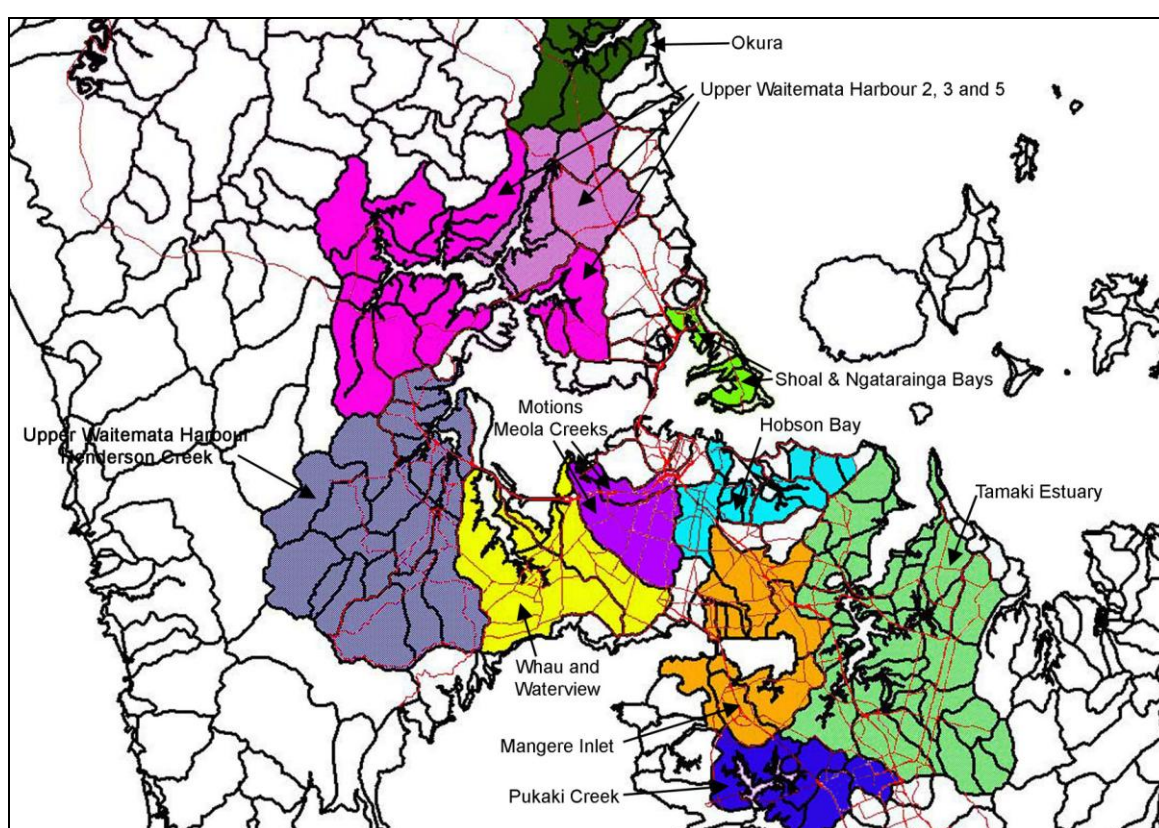 Okura
Upper Waitemata Harbour 2, 3 and 5
Shoal & Ngatarainga Bays
Motions
Meola Creeks
Hobson Bay
Upper Waitemata Harbour
Henderson Creek
Tamaki Estuary
Whau and
Waterview
Mangere Inlet
Pukaki Creek